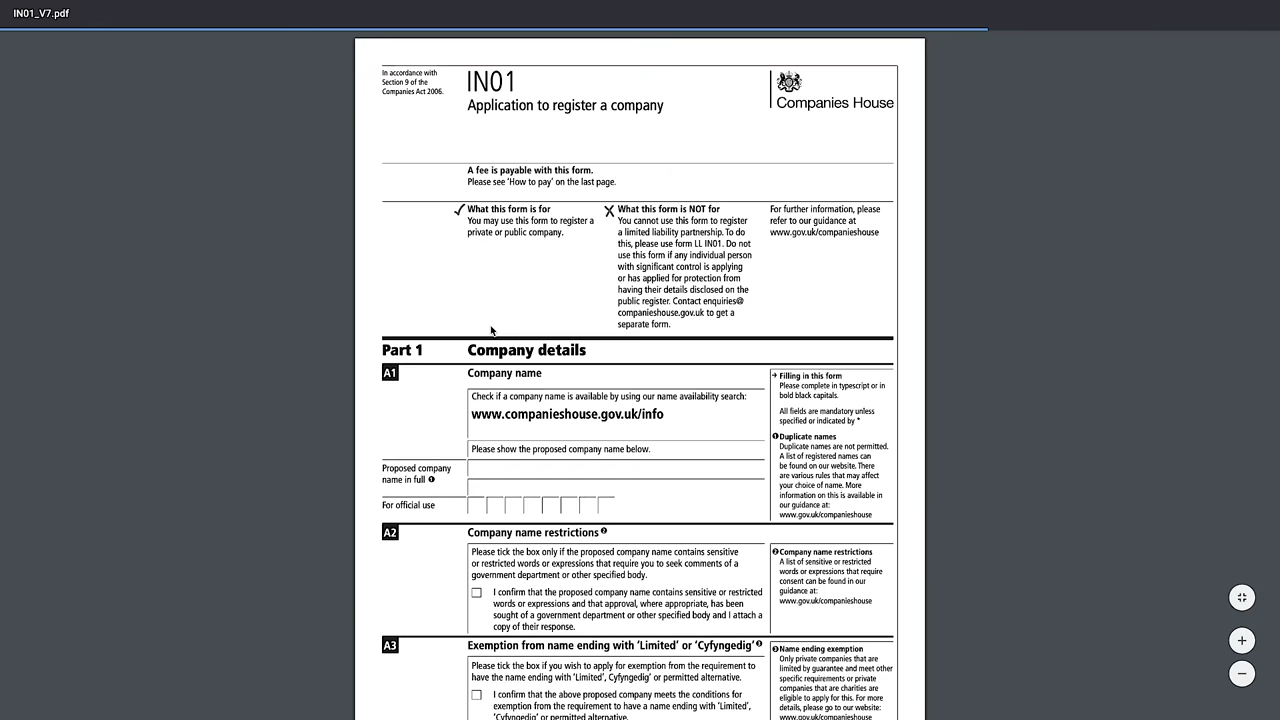 IN01_V7.pdf
In accordance with
Section 9 of the
Companies Act 2006.
IN01
Application to register a company
Companies House
A fee is payable with this form.
Please see 'How to pay' on the last page.
What this form is for
You may use this form to register a
private or public company.
What this form is NOT for
You cannot use this form to register
a limited liability partnership. To do
this, please use form LL IN01. Do not
use this form if any individual person
with significant control is applying
or has applied for protection from
having their details disclosed on the
public register. Contact enquiries@
companieshouse.gov.uk to get a
separate form.
For further information, please
refer to our guidance at
www.gov.uk/companieshouse
Part 1
Company details
A1
Company name
Check if a company name is available by using our name availability search:
www.companieshouse.gov.uk/info
Please show the proposed company name below.
Proposed company
name in full ❶
For official use
→ Filling in this form
Please complete in typescript or in
bold black capitals.
All fields are mandatory unless
specified or indicated by *
❶ Duplicate names
Duplicate names are not permitted.
A list of registered names can
be found on our website. There
are various rules that may affect
your choice of name. More
information on this is available in
our guidance at:
www.gov.uk/companieshouse
A2
Company name restrictions ❷
Please tick the box only if the proposed company name contains sensitive
or restricted words or expressions that require you to seek comments of a
government department or other specified body.
I confirm that the proposed company name contains sensitive or restricted
words or expressions and that approval, where appropriate, has been
sought of a government department or other specified body and I attach a
copy of their response.
❷ Company name restrictions
A list of sensitive or restricted
words or expressions that require
consent can be found in our
guidance at:
www.gov.uk/companieshouse
A3
Exemption from name ending with 'Limited' or 'Cyfyngedig' ❸
Please tick the box if you wish to apply for exemption from the requirement to
have the name ending with 'Limited', Cyfyngedig' or permitted alternative.
I confirm that the above proposed company meets the conditions for
exemption from the requirement to have a name ending with 'Limited',
'Cyfyngedig' or permitted alternative.
❸ Name ending exemption
Only private companies that are
limited by guarantee and meet other
specific requirements or private
companies that are charities are
eligible to apply for this. For more
details, please go to our website:
www.gov.uk/companieshouse